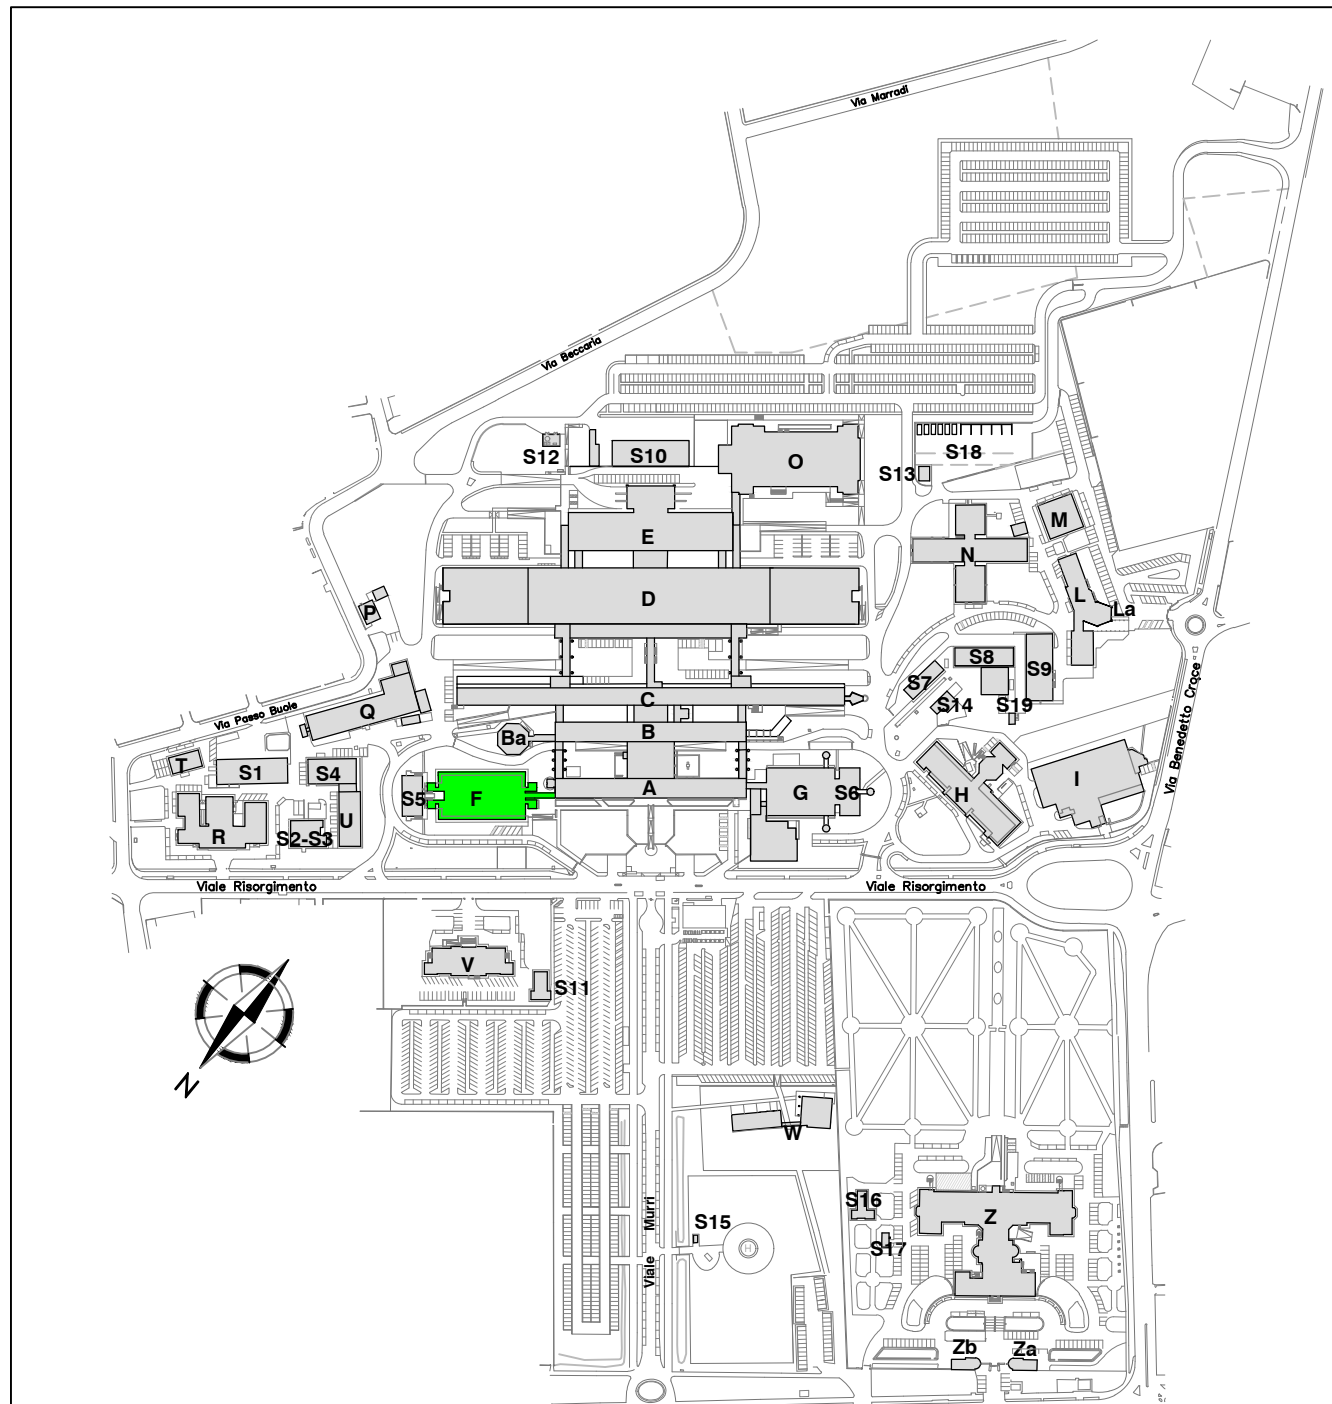 Via Marradi
Via Beccaria
S12
S10
O
S13
S18
E
M
N
D
P
L
La
S8
S9
S7
C
S14
S19
Via Passo Buole
Q
Ba
B
Via Benedetto Croce
T
S1
S4
S5
F
A
G
S6
H
I
R
S2-S3
U
Viale Risorgimento
Viale Risorgimento
V
S11
N
W
S16
Z
S15
H
S17
Viale Murri
Zb
Za